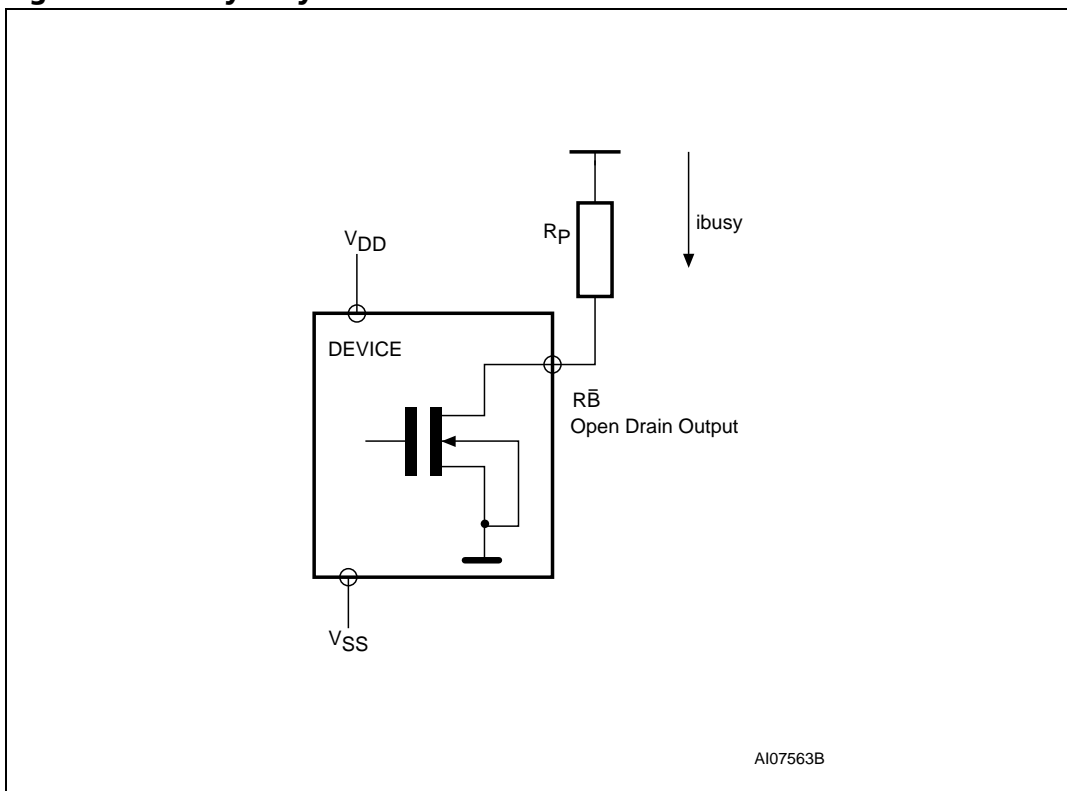 RP
ibusy
VDD
DEVICE
RB̅
Open Drain Output
VSS
AI07563B